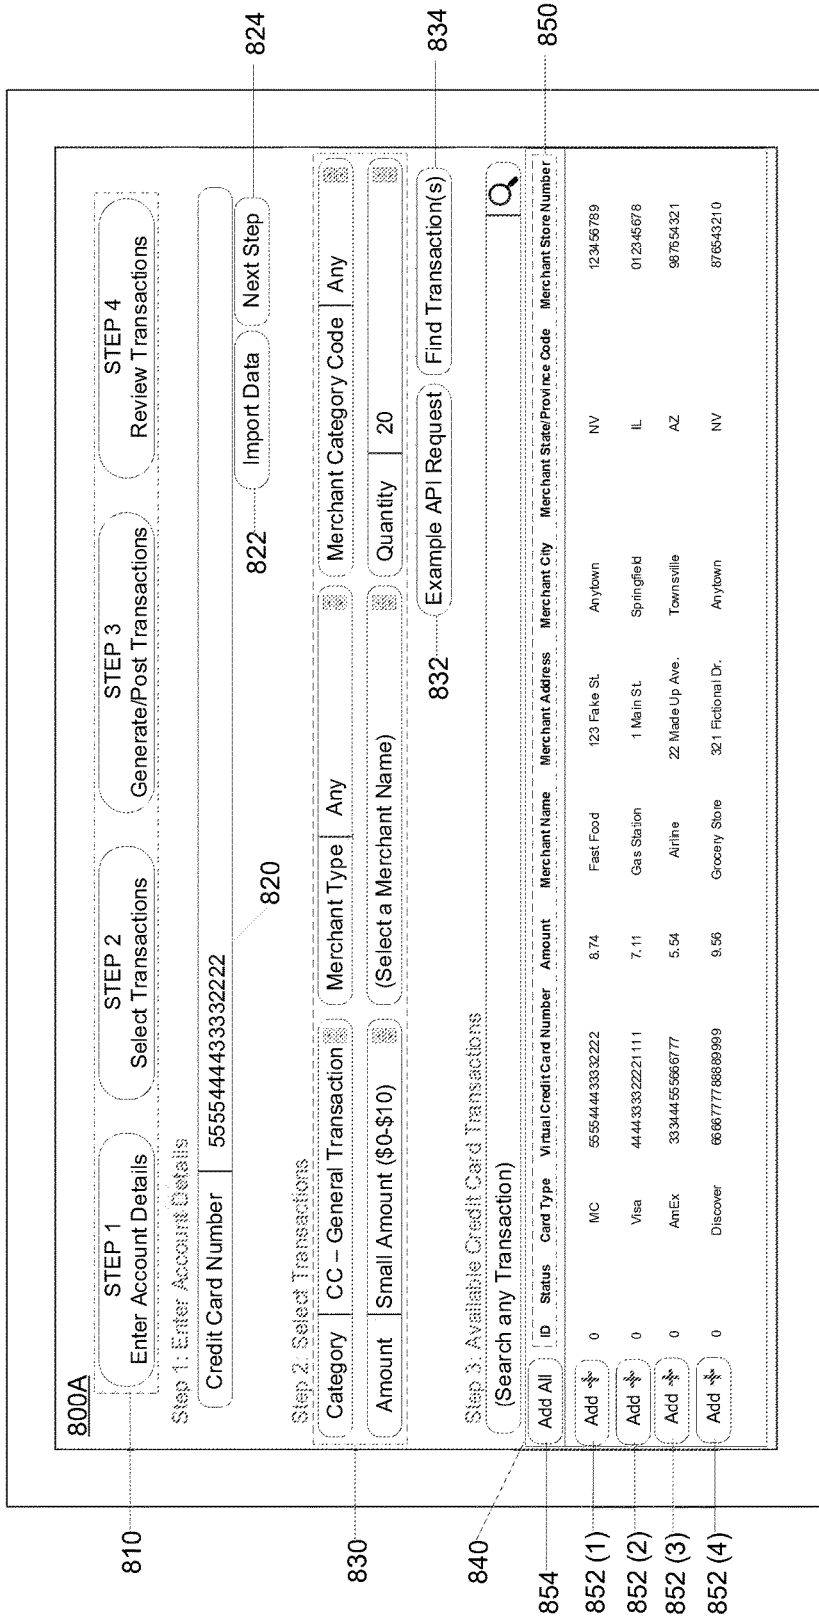 800A
824
834
850
STEP 1
Enter Account Details
STEP 2
Select Transactions
STEP 3
Generate/Post Transactions
STEP 4
Review Transactions
810
Step 1: Enter Account Details
Credit Card Number 5555444433332222
820
822
Import Data
Next Step
Step 2: Select Transactions
Category CC – General Transaction Merchant Type Any Merchant Category Code Any
Amount Small Amount ($0-$10) (Select a Merchant Name) Quantity 20
830
832
Example API Request
Find Transaction(s)
Step 3: Available Credit Card Transactions
840
(Search any Transaction)
854
Add All ID Status Card Type Virtual Credit Card Number Amount Merchant Name Merchant Address Merchant City Merchant State/Province Code Merchant Store Number
852 (1) Add 0 MC 5555444433332222 8.74 Fast Food 123 Fake St. Anytown NV 123456789
852 (2) Add 0 Visa 4444333322221111 7.11 Gas Station 1 Main St. Springfield IL 012345678
852 (3) Add 0 AmEx 333444555666777 5.54 Airline 22 Made Up Ave. Townsville AZ 987654321
852 (4) Add 0 Discover 6666777788889999 9.56 Grocery Store 321 Fictional Dr. Anytown NV 876543210